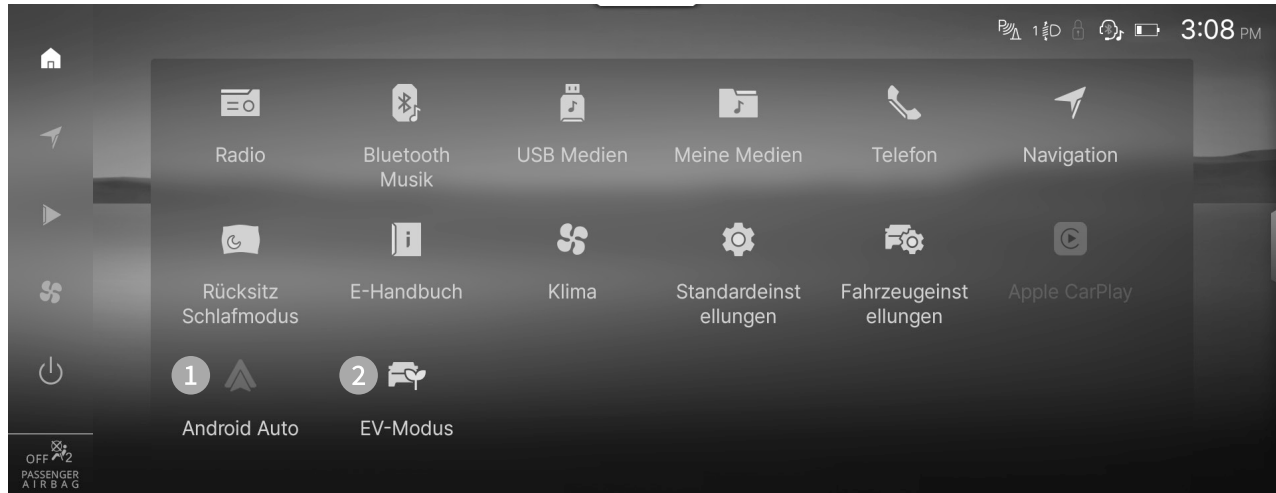 3:08 PM
Radio
Bluetooth
Musik
USB Medien
Meine Medien
Telefon
Navigation
Rücksitz
Schlafmodus
E-Handbuch
Klima
Standardeinst
ellungen
Fahrzeugeinst
ellungen
Apple CarPlay
1
Android Auto
2
EV-Modus
OFF 2
PASSENGER
AIRBAG